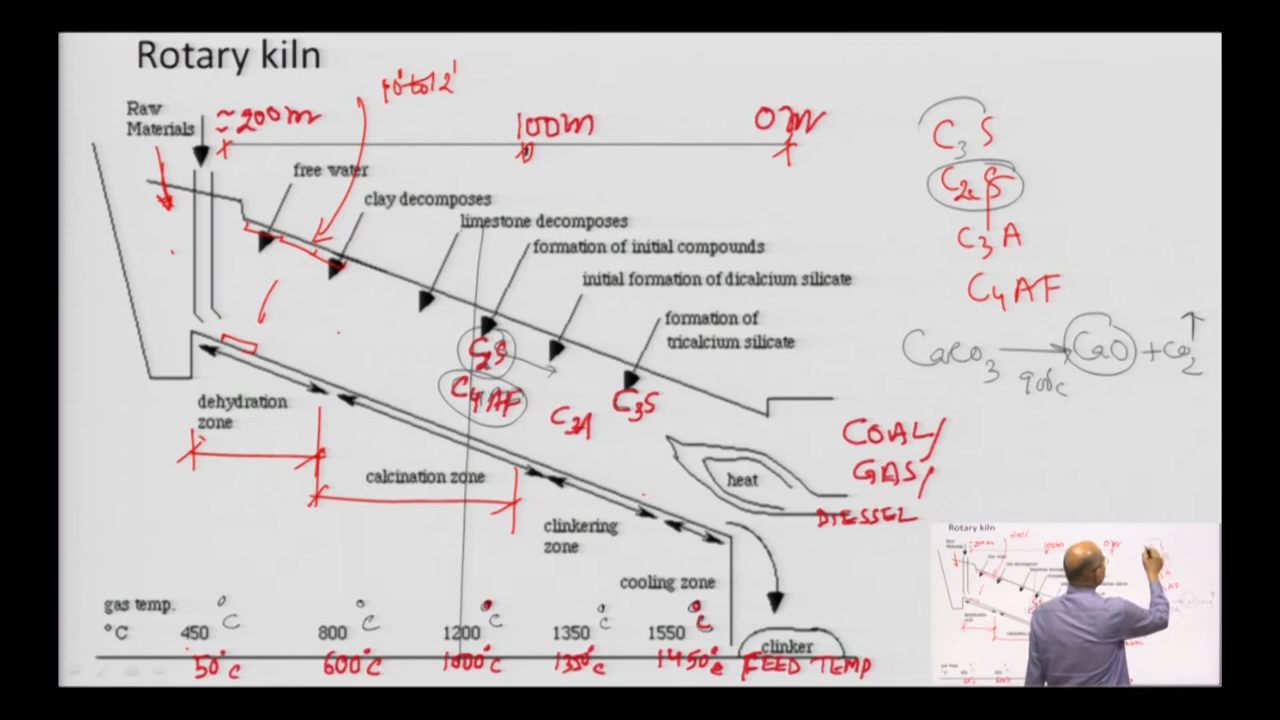 Rotary kiln
10' to 12'
Raw
Materials
≈200m
100m
0m
free water
clay decomposes
limestone decomposes
formation of initial compounds
initial formation of dicalcium silicate
formation of
tricalcium silicate
C3S
C2S
C3A
C4AF
CaCO3 → CaO + CO2 ↑
900c
C2S
C4AF
C3A
C3S
dehydration
zone
calcination zone
clinkering
zone
cooling zone
heat
COAL/
GAS/
DIESSEL
gas temp.
°C
450 °C
800 °C
1200 °C
1350 °C
1550 °C
clinker
50°C
600°C
1000°C
1350°C
1450°C
FEED TEMP
Rotary kiln